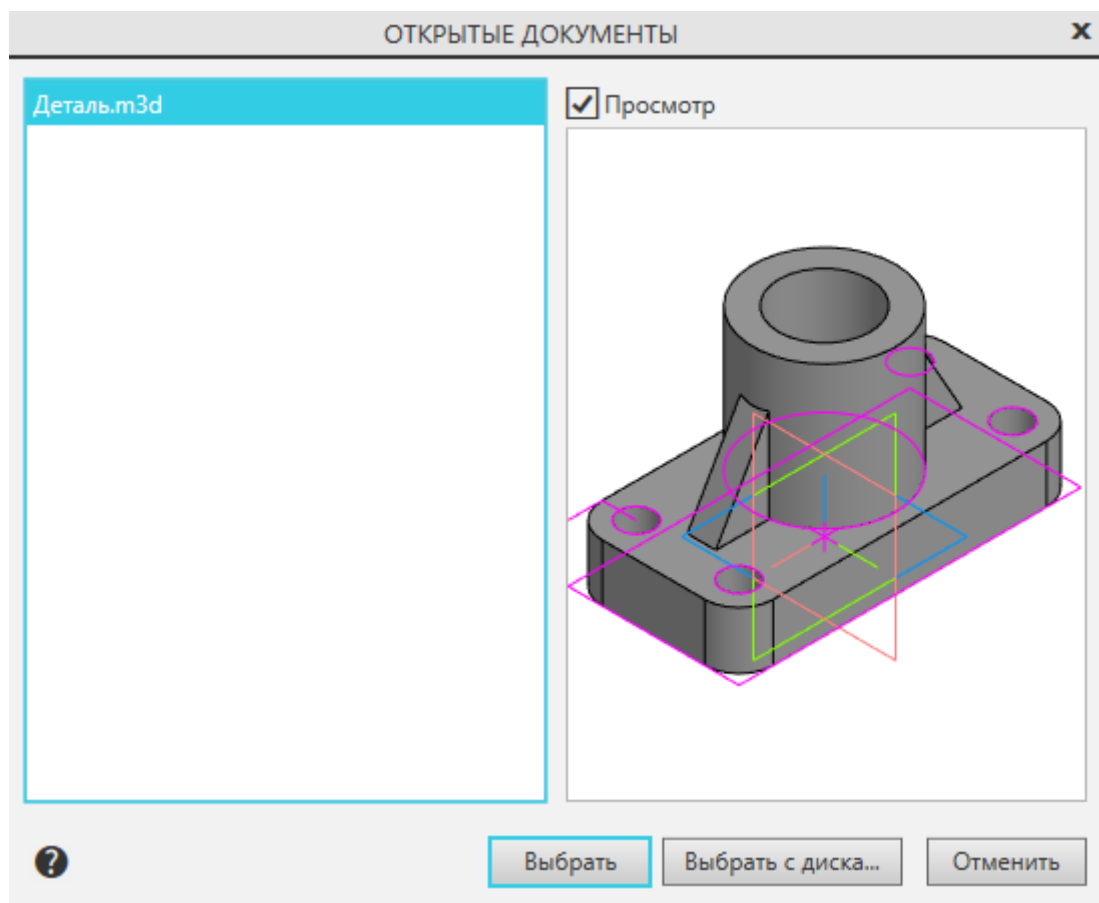 ОТКРЫТЫЕ ДОКУМЕНТЫ x
Деталь.m3d
Просмотр
?
Выбрать
Выбрать с диска...
Отменить